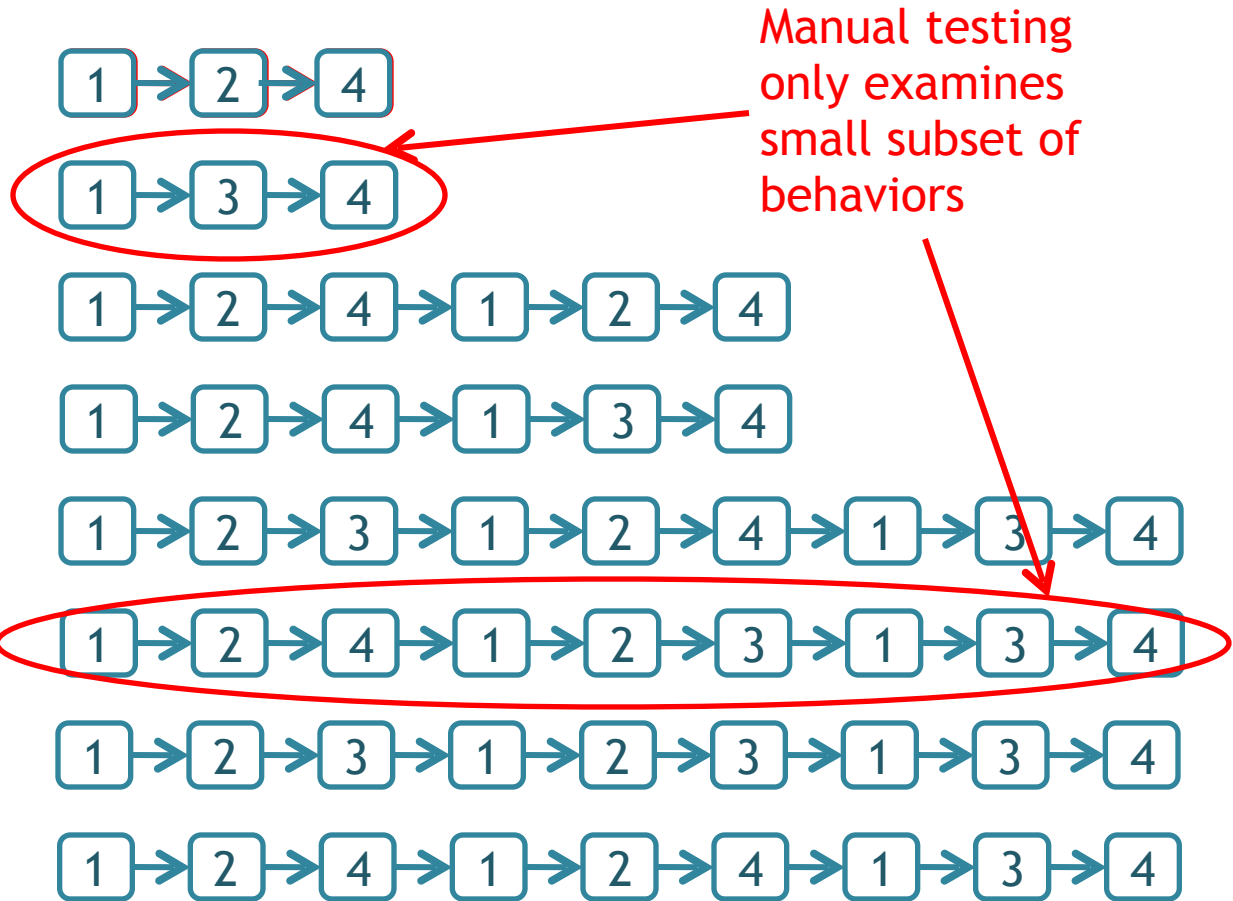 Manual testing
only examines
small subset of
behaviors
1 2 4
1 3 4
1 2 4 1 2 4
1 2 4 1 3 4
1 2 3 1 2 4 1 3 4
1 2 4 1 2 3 1 3 4
1 2 3 1 2 3 1 3 4
1 2 4 1 2 4 1 3 4